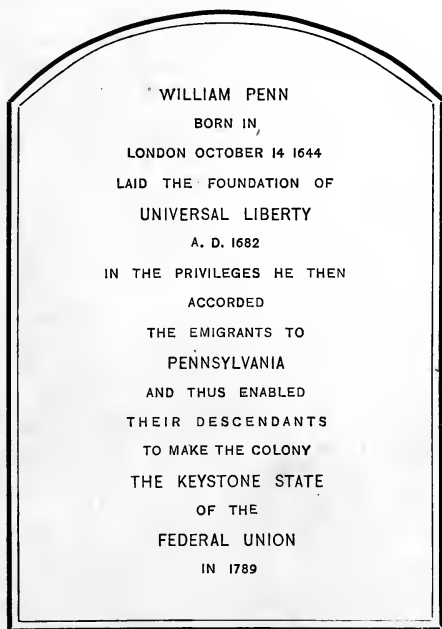 WILLIAM PENN
BORN IN
LONDON OCTOBER 14 1644
LAID THE FOUNDATION OF
UNIVERSAL LIBERTY
A. D. 1682
IN THE PRIVILEGES HE THEN
ACCORDED
THE EMIGRANTS TO
PENNSYLVANIA
AND THUS ENABLED
THEIR DESCENDANTS
TO MAKE THE COLONY
THE KEYSTONE STATE
OF THE
FEDERAL UNION
IN 1789